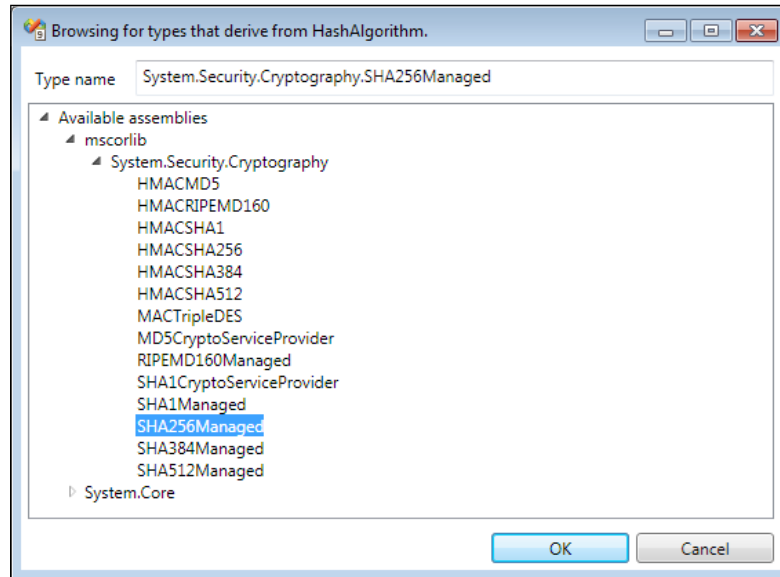 Browsing for types that derive from HashAlgorithm.
Type name System.Security.Cryptography.SHA256Managed
Available assemblies
mscorlib
System.Security.Cryptography
HMACMD5
HMACRIPEMD160
HMACSHA1
HMACSHA256
HMACSHA384
HMACSHA512
MACTripleDES
MD5CryptoServiceProvider
RIPEMD160Managed
SHA1CryptoServiceProvider
SHA1Managed
SHA256Managed
SHA384Managed
SHA512Managed
System.Core
OK Cancel